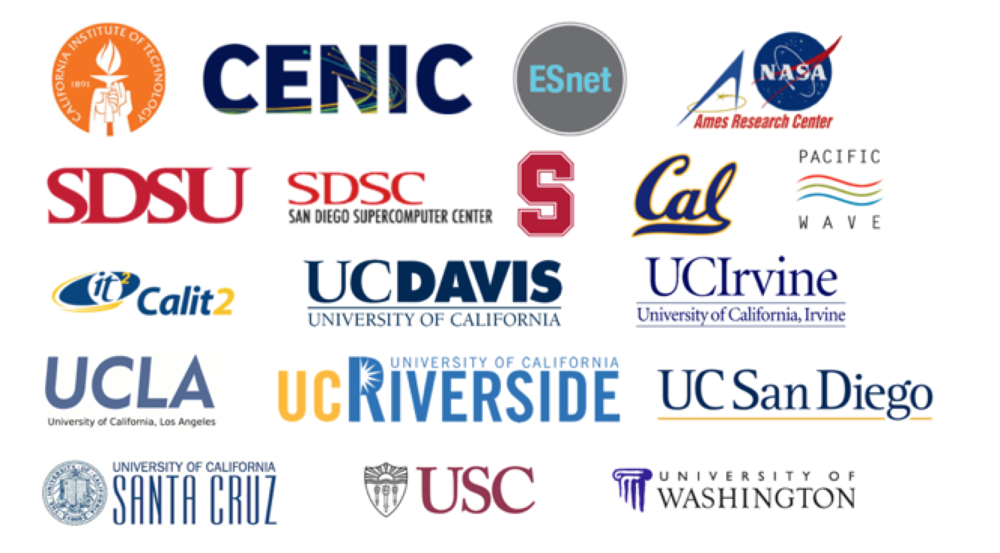 CALIFORNIA INSTITUTE OF TECHNOLOGY
1891
CENIC
ESnet
NASA
Ames Research Center
SDSU
SDSC
SAN DIEGO SUPERCOMPUTER CENTER
S
Cal
PACIFIC
WAVE
it2 Calit2
UCDAVIS
UNIVERSITY OF CALIFORNIA
UCIrvine
University of California, Irvine
UCLA
University of California, Los Angeles
UNIVERSITY OF CALIFORNIA
UCRIVERSIDE
UC San Diego
UNIVERSITY OF CALIFORNIA
SANTA CRUZ
USC
UNIVERSITY OF
WASHINGTON